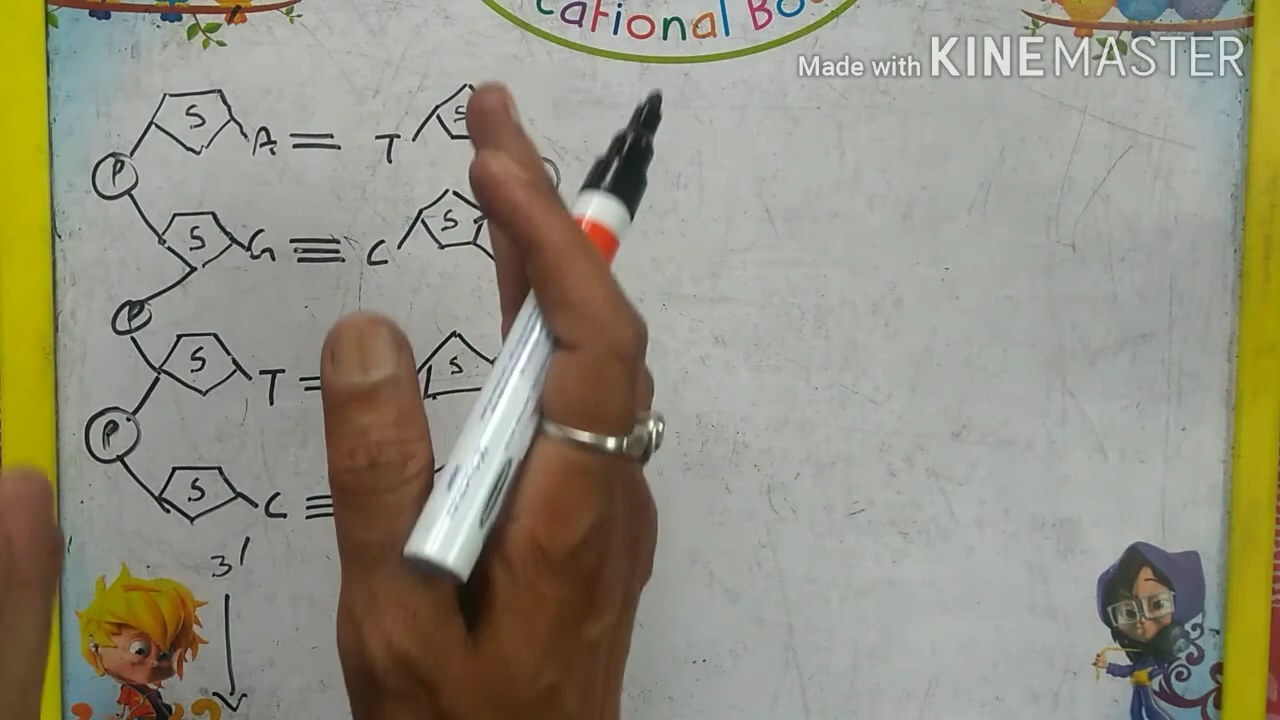 cational Bo
Made with KINEMASTER
S S
A = T
P
S S
G ≡ C
P
S S
T =
P
S
C ≡
3'